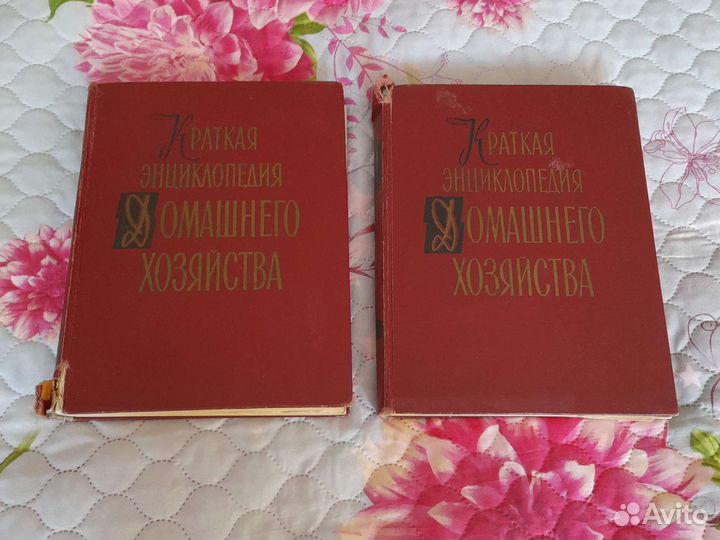 Краткая
энциклопедия
Домашнего
хозяйства
Краткая
энциклопедия
Домашнего
хозяйства
Avito